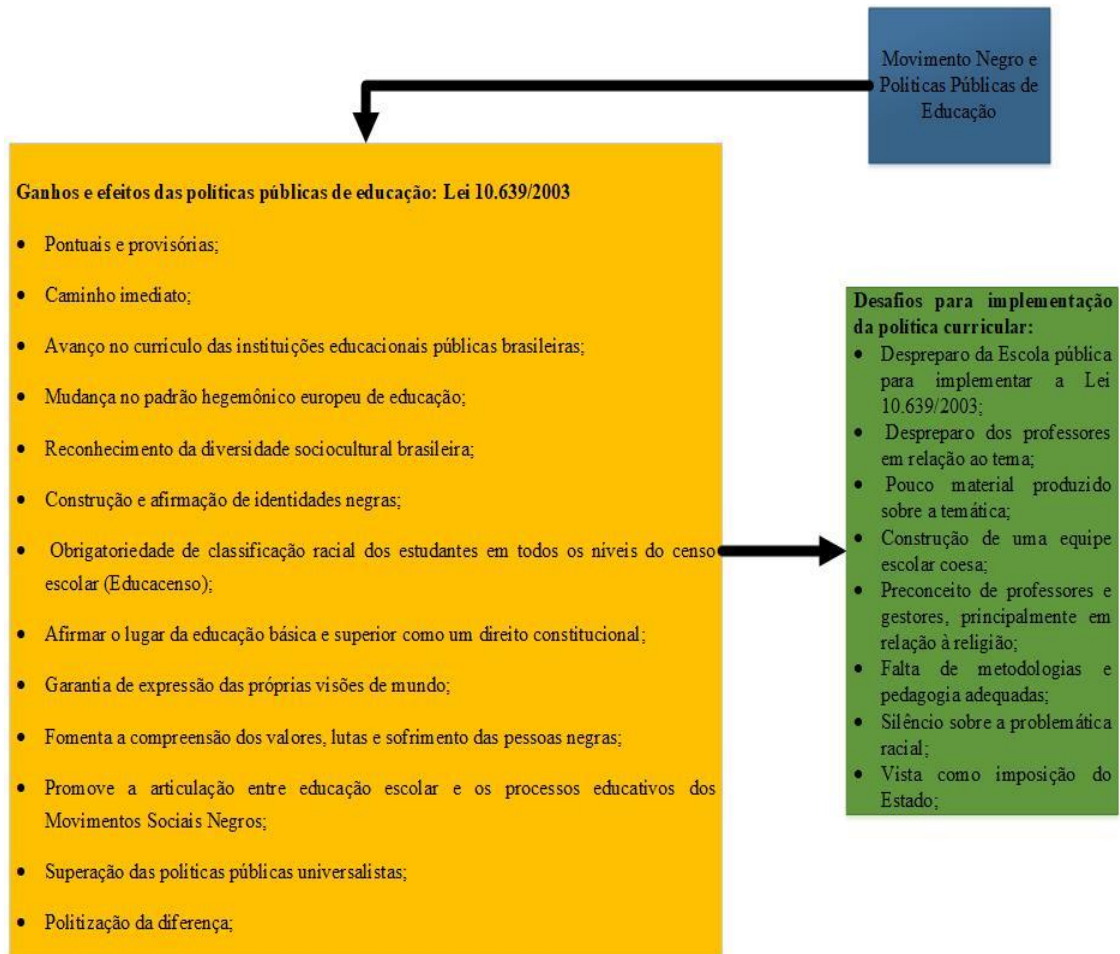 Movimento Negro e
Políticas Públicas de
Educação
Ganhos e efeitos das políticas públicas de educação: Lei 10.639/2003
• Pontuais e provisórias;
• Caminho imediato;
• Avanço no currículo das instituições educacionais públicas brasileiras;
• Mudança no padrão hegemônico europeu de educação;
• Reconhecimento da diversidade sociocultural brasileira;
• Construção e afirmação de identidades negras;
• Obrigatoriedade de classificação racial dos estudantes em todos os níveis do censo
escolar (Educacenso);
• Afirmar o lugar da educação básica e superior como um direito constitucional;
• Garantia de expressão das próprias visões de mundo;
• Fomenta a compreensão dos valores, lutas e sofrimento das pessoas negras;
• Promove a articulação entre educação escolar e os processos educativos dos
Movimentos Sociais Negros;
• Superação das políticas públicas universalistas;
• Politização da diferença;
Desafios para implementação
da política curricular:
• Despreparo da Escola pública
para implementar a Lei
10.639/2003;
• Despreparo dos professores
em relação ao tema;
• Pouco material produzido
sobre a temática;
• Construção de uma equipe
escolar coesa;
• Preconceito de professores e
gestores, principalmente em
relação à religião;
• Falta de metodologias e
pedagogia adequadas;
• Silêncio sobre a problemática
racial;
• Vista como imposição do
Estado;